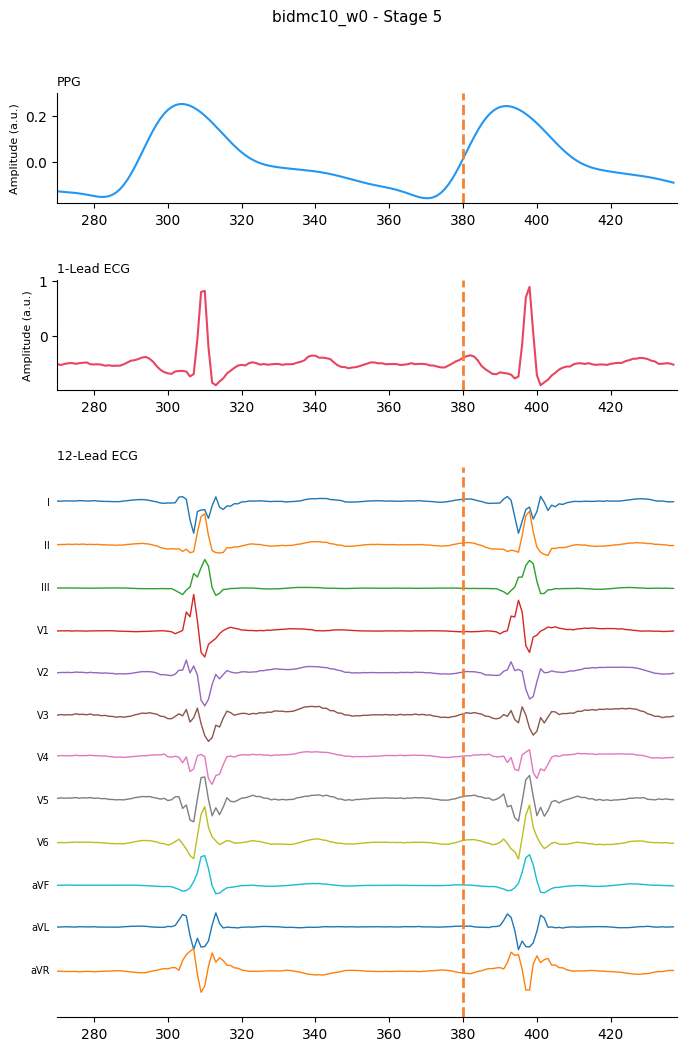 bidmc10_w0 - Stage 5
PPG
Amplitude (a.u.)
0.2
0.0
280 300 320 340 360 380 400 420
1-Lead ECG
Amplitude (a.u.)
1
0
280 300 320 340 360 380 400 420
12-Lead ECG
I
II
III
V1
V2
V3
V4
V5
V6
aVF
aVL
aVR
280 300 320 340 360 380 400 420